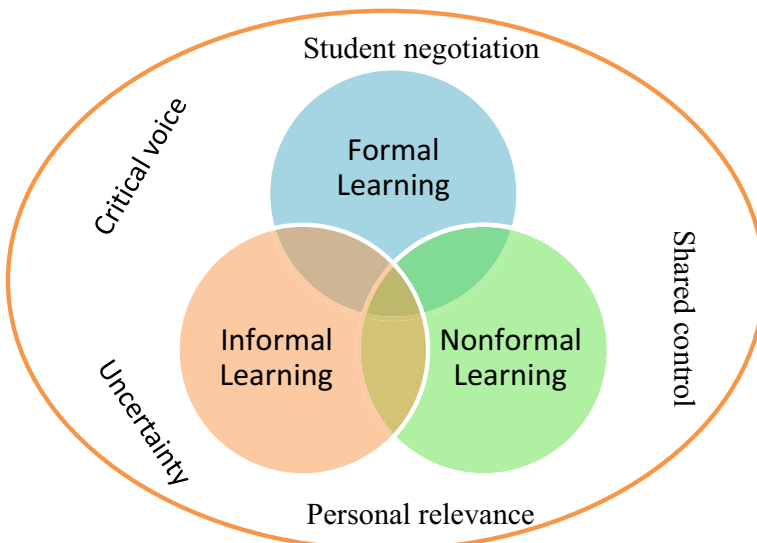 Student negotiation
Critical voice
Formal
Learning
Shared control
Informal
Learning
Nonformal
Learning
Uncertainty
Personal relevance